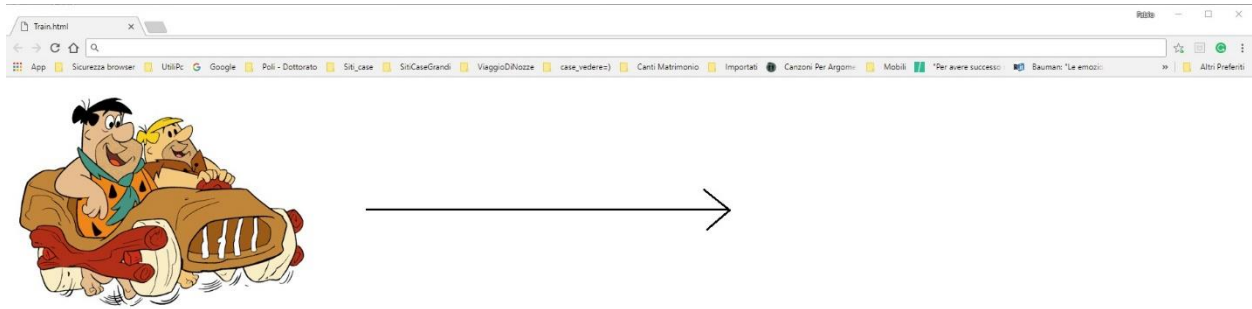 Train.html
Fabio
App Sicurezza browser UtiliPc Google Poli - Dottorato Siti_case SitiCaseGrandi ViaggioDiNozze case_vedere=) Canti Matrimonio Importati Canzoni Per Argome Mobili "Per avere successo Bauman: "Le emozio » Altri Preferiti